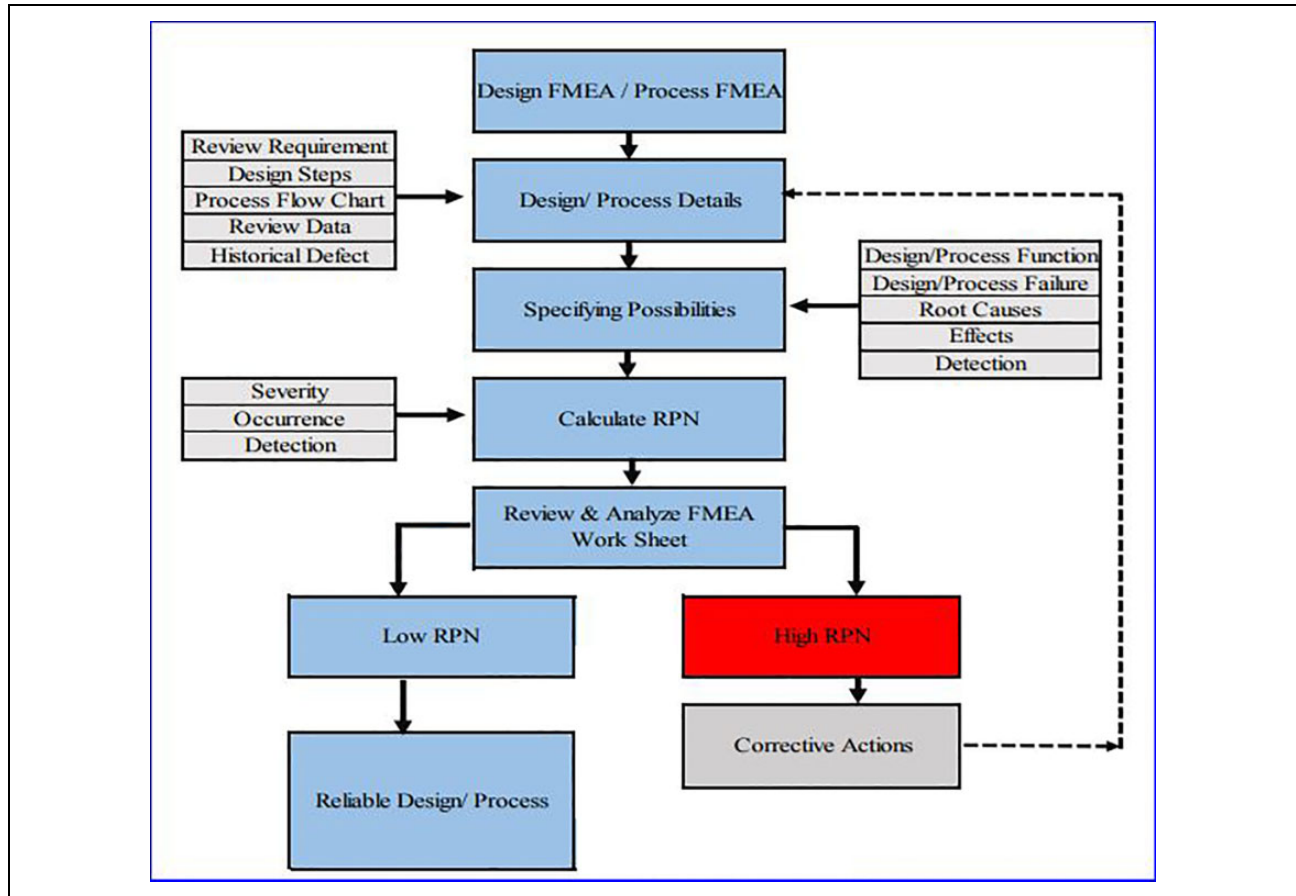 Design FMEA / Process FMEA
Review Requirement
Design Steps
Process Flow Chart
Review Data
Historical Defect
Design/ Process Details
Design/Process Function
Design/Process Failure
Root Causes
Effects
Detection
Specifying Possibilities
Severity
Occurrence
Detection
Calculate RPN
Review & Analyze FMEA
Work Sheet
Low RPN
High RPN
Corrective Actions
Reliable Design/ Process